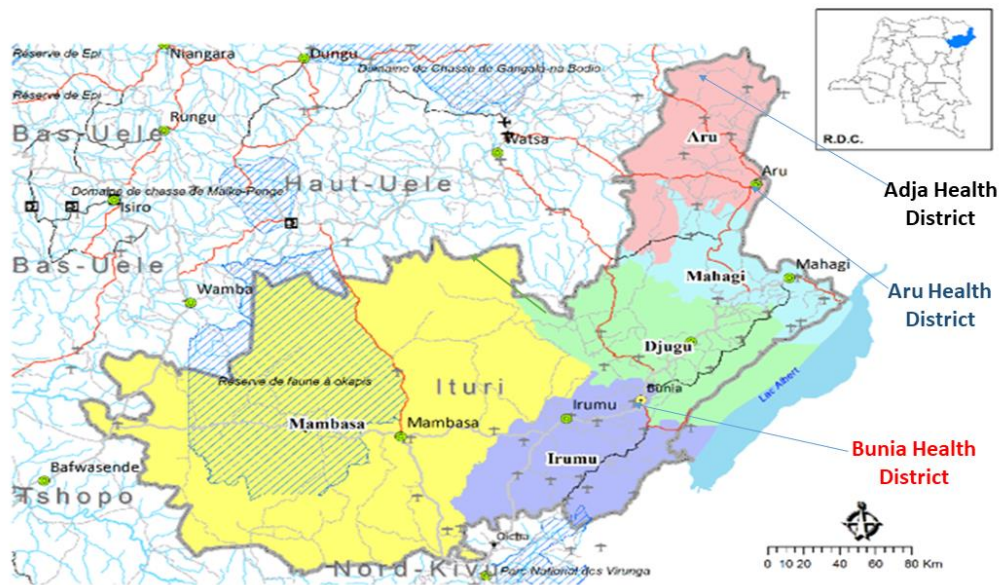 Réserve de Epi
Niangara
Dungu
Domaine de Chasse de Gangala-na Bodio
Réserve de Epi
Rungu
Bas-Uele
Watsa
Aru
R.D.C.
Haut-Uele
Domaine de chasse de Maika-Penge
Isiro
Aru
Adja Health
District
Bas-Uele
Mahagi
Mahagi
Wamba
Aru Health
District
Djugu
Réserve de faune à okapis
Ituri
Bunia
Lac Albert
Irumu
Mambasa
Mambasa
Bunia Health
District
Irumu
Bafwasende
Tshopo
Oicha
Nord-Kivu
Parc National des Virunga
0 10 20 40 60 80 Km